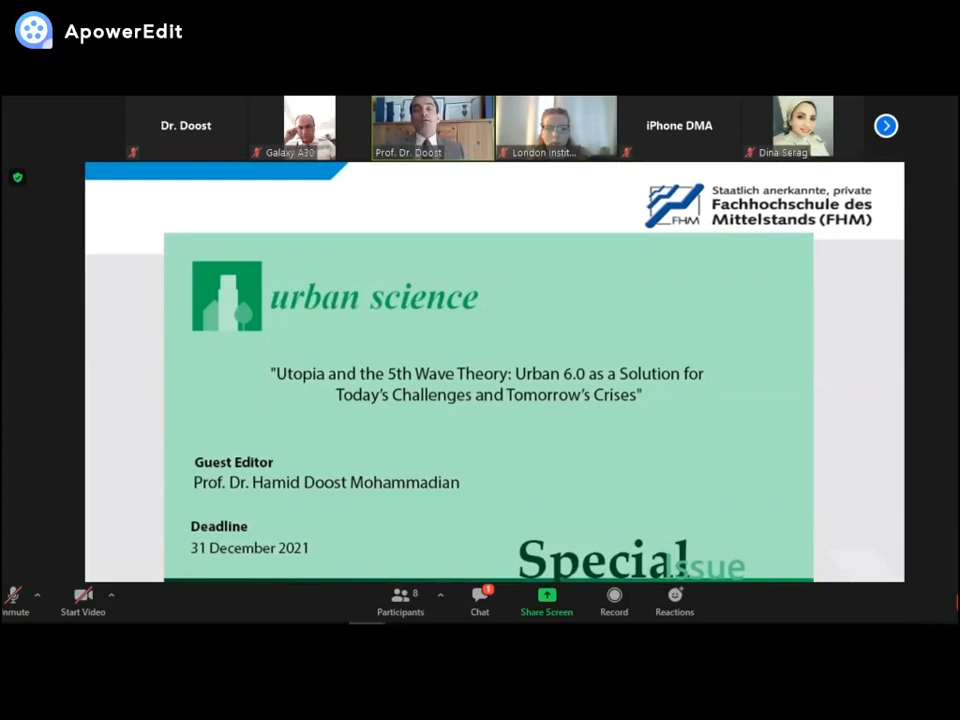 ApowerEdit
Dr. Doost
Galaxy A30
Prof. Dr. Doost
London Instit...
iPhone DMA
Dina Serag
Staatlich anerkannte, private
Fachhochschule des
Mittelstands (FHM)
FHM
urban science
"Utopia and the 5th Wave Theory: Urban 6.0 as a Solution for
Today's Challenges and Tomorrow's Crises"
Guest Editor
Prof. Dr. Hamid Doost Mohammadian
Deadline
31 December 2021
Special
Issue
nmute
Start Video
Participants
8
Chat
1
Share Screen
Record
Reactions